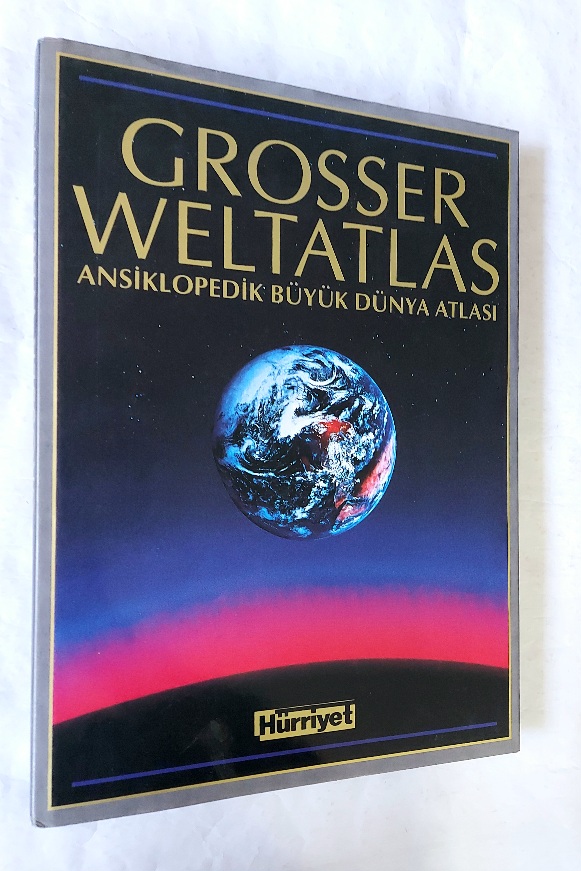 GROSSER
WELTATLAS
ANSİKLOPEDİK BÜYÜK DÜNYA ATLASI
Hürriyet